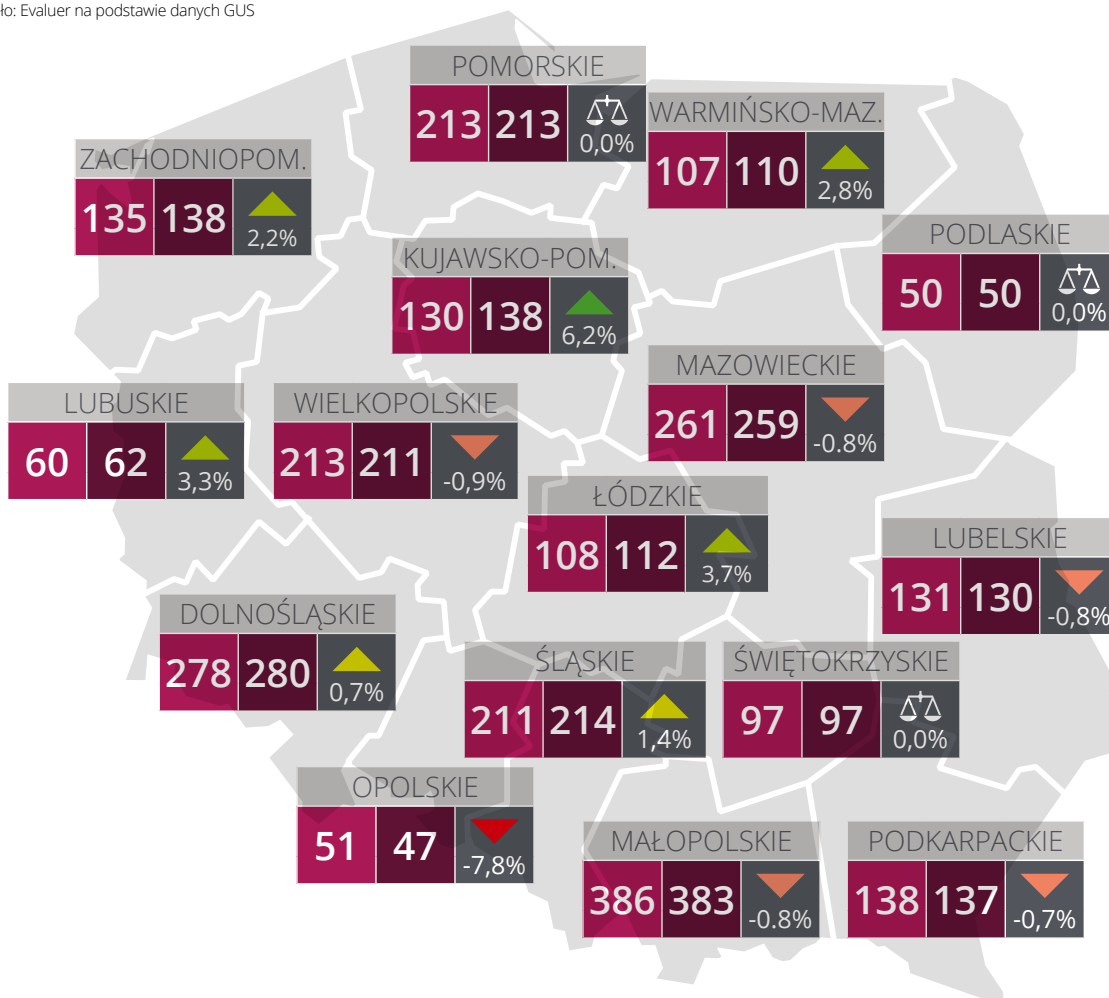 ło: Evaluer na podstawie danych GUS
POMORSKIE
213 213 0,0%
WARMIŃSKO-MAZ.
107 110 2,8%
ZACHODNIOPOM.
135 138 2,2%
PODLASKIE
50 50 0,0%
KUJAWSKO-POM.
130 138 6,2%
MAZOWIECKIE
261 259 -0.8%
LUBUSKIE
60 62 3,3%
WIELKOPOLSKIE
213 211 -0,9%
ŁÓDZKIE
108 112 3,7%
LUBELSKIE
131 130 -0,8%
DOLNOŚLĄSKIE
278 280 0,7%
ŚLĄSKIE
211 214 1,4%
ŚWIĘTOKRZYSKIE
97 97 0,0%
OPOLSKIE
51 47 -7,8%
MAŁOPOLSKIE
386 383 -0.8%
PODKARPACKIE
138 137 -0,7%